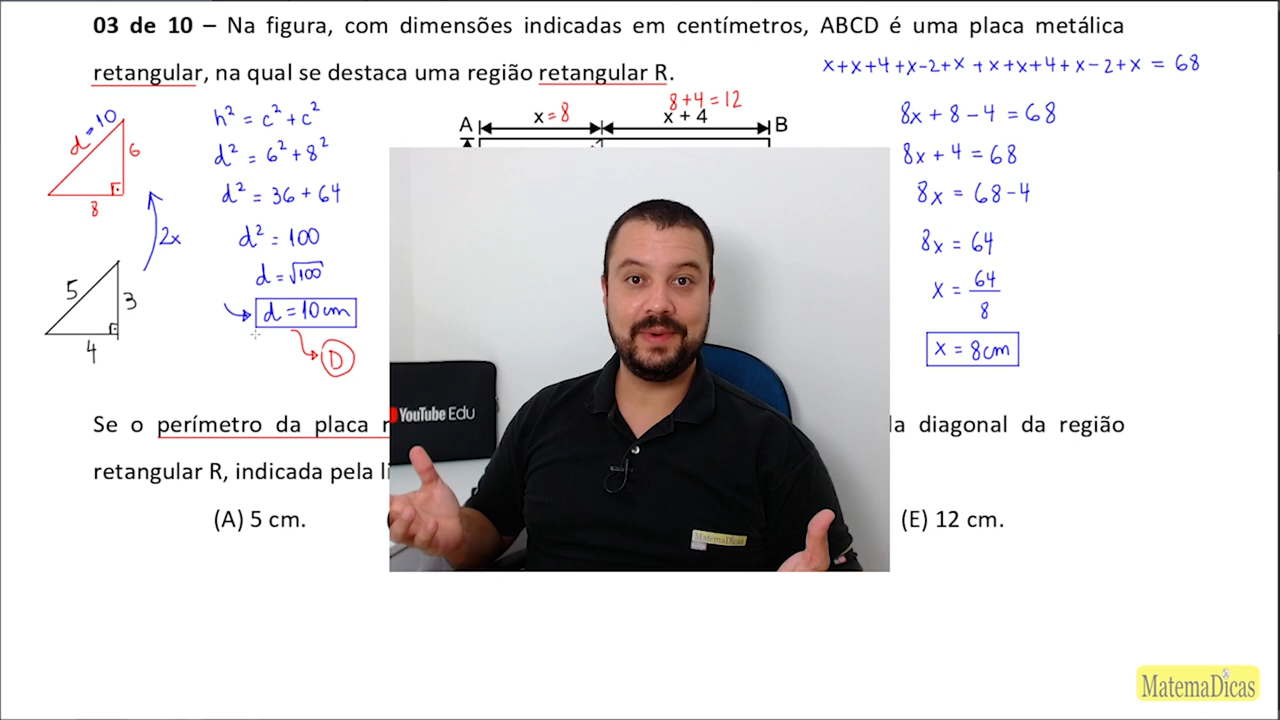 03 de 10 – Na figura, com dimensões indicadas em centímetros, ABCD é uma placa metálica
retangular, na qual se destaca uma região retangular R.
x+x+4+x-2+x+x+x+4+x-2+x = 68
8x + 8 - 4 = 68
8x + 4 = 68
8x = 68-4
8x = 64
x = 64/8
x = 8cm
d = 10
6
8
2x
5
3
4
h² = c² + c²
d² = 6² + 8²
d² = 36 + 64
d² = 100
d = √100
d = 10cm
D
8+4=12
A x =8 x + 4 B
YouTube Edu
MatemaDicas
Se o perímetro da placa
la diagonal da região
retangular R, indicada pela
(A) 5 cm.
(E) 12 cm.
MatemaDicas